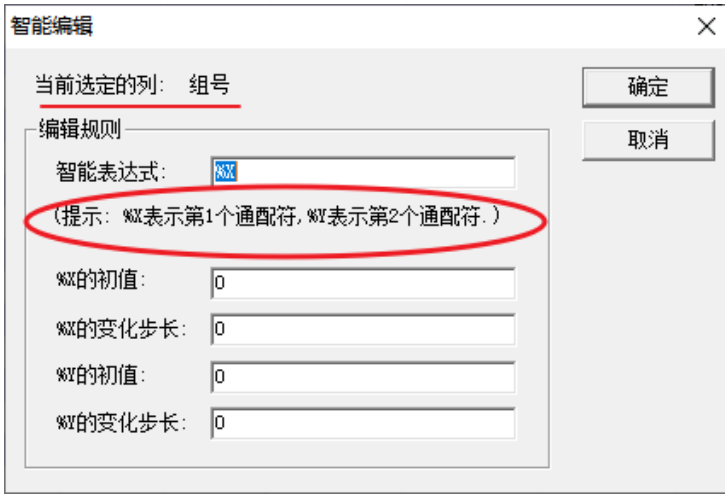 智能编辑
当前选定的列: 组号
确定
编辑规则
取消
智能表达式: %X
(提示: %X表示第1个通配符,%Y表示第2个通配符.)
%X的初值: 0
%X的变化步长: 0
%Y的初值: 0
%Y的变化步长: 0